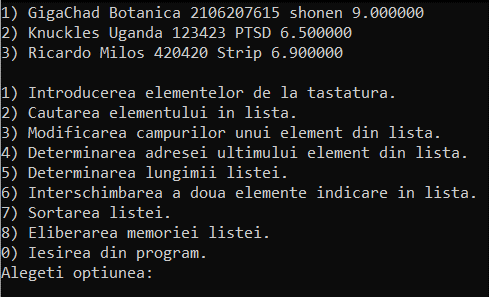 1) GigaChad Botanica 2106207615 shonen 9.000000
2) Knuckles Uganda 123423 PTSD 6.500000
3) Ricardo Milos 420420 Strip 6.900000
1) Introducerea elementelor de la tastatura.
2) Cautarea elementului in lista.
3) Modificarea campurilor unui element din lista.
4) Determinarea adresei ultimului element din lista.
5) Determinarea lungimii listei.
6) Interschimbarea a doua elemente indicare in lista.
7) Sortarea listei.
8) Eliberarea memoriei listei.
0) Iesirea din program.
Alegeti optiunea: